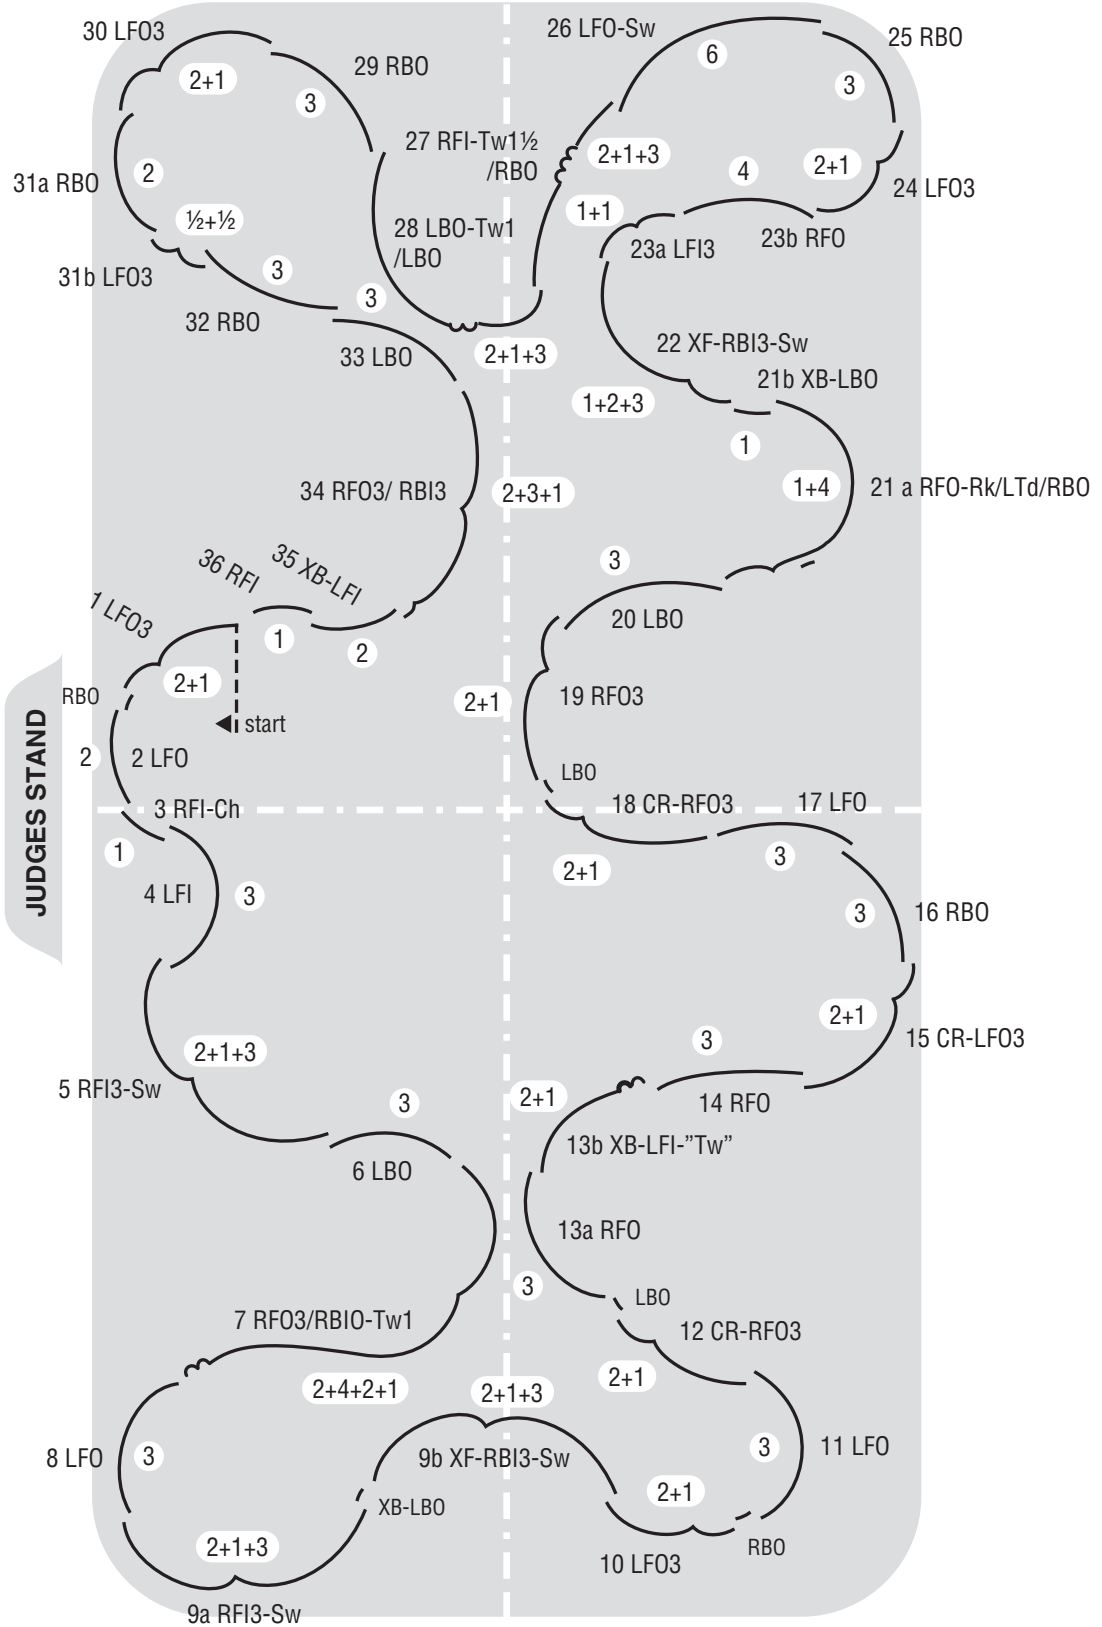 30 LFO3
26 LFO-Sw
25 RBO
6
29 RBO
2+1
3
3
27 RFI-Tw1½
/RBO
2+1+3
4
2+1
31a RBO
2
24 LFO3
½+½
1+1
28 LBO-Tw1
/LBO
23a LFI3
23b RFO
31b LFO3
3
3
32 RBO
33 LBO
2+1+3
22 XF-RBI3-Sw
21b XB-LBO
1+2+3
1
34 RFO3/ RBI3
2+3+1
1+4
21 a RFO-Rk/LTd/RBO
36 RFI
35 XB-LFI
3
1 LFO3
20 LBO
1
2
2+1
RBO
start
2+1
19 RFO3
JUDGES STAND
2
2 LFO
LBO
3 RFI-Ch
18 CR-RFO3
17 LFO
1
2+1
3
4 LFI
3
3
16 RBO
2+1
15 CR-LFO3
3
2+1+3
5 RFI3-Sw
3
2+1
14 RFO
13b XB-LFI-”Tw”
6 LBO
13a RFO
3
LBO
7 RFO3/RBIO-Tw1
12 CR-RFO3
2+4+2+1
2+1+3
2+1
8 LFO
3
9b XF-RBI3-Sw
3
11 LFO
2+1
XB-LBO
2+1+3
RBO
10 LFO3
9a RFI3-Sw